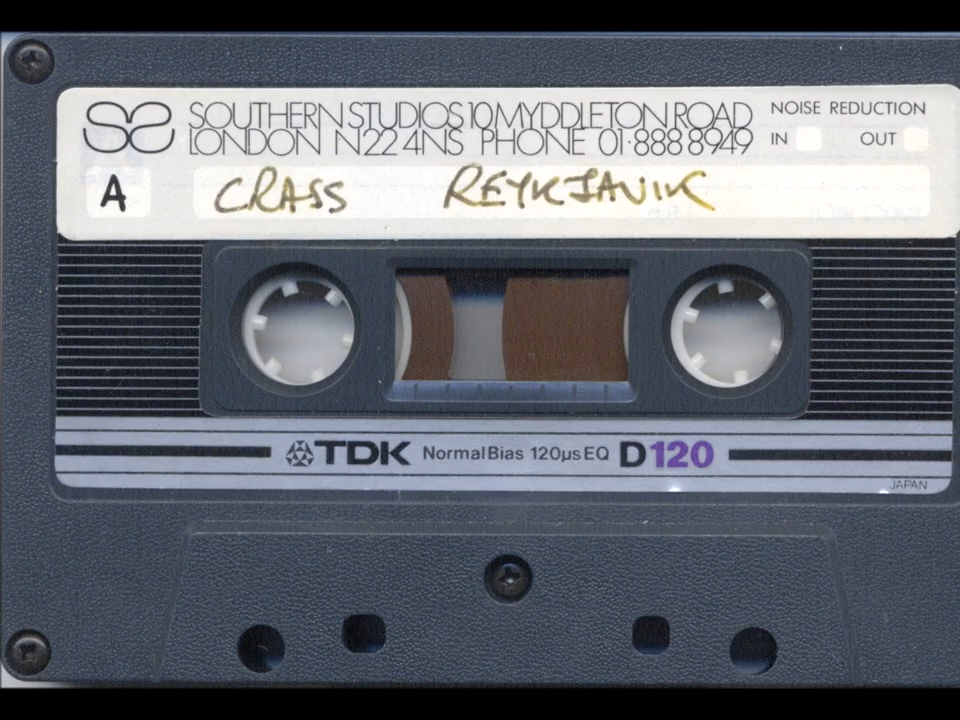 SOUTHERN STUDIOS 10 MYDDLETON ROAD
LONDON N22 4NS PHONE 01·888 8949
NOISE REDUCTION
IN OUT
A CRASS REYKJAVIK
TDK Normal Bias 120µs EQ D120
JAPAN